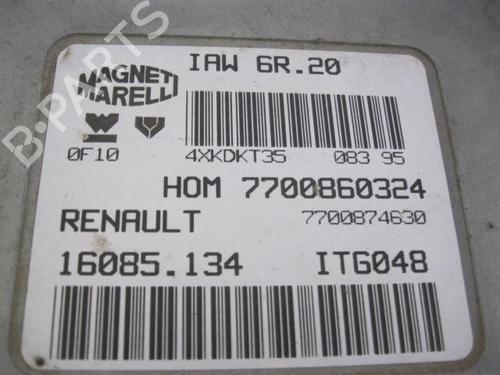 IAW 6R.20
MAGNETI
MARELLI
0F10
4XKDKT35 083 95
HOM 7700860324
RENAULT 7700874630
16085.134 ITG048
B-PARTS